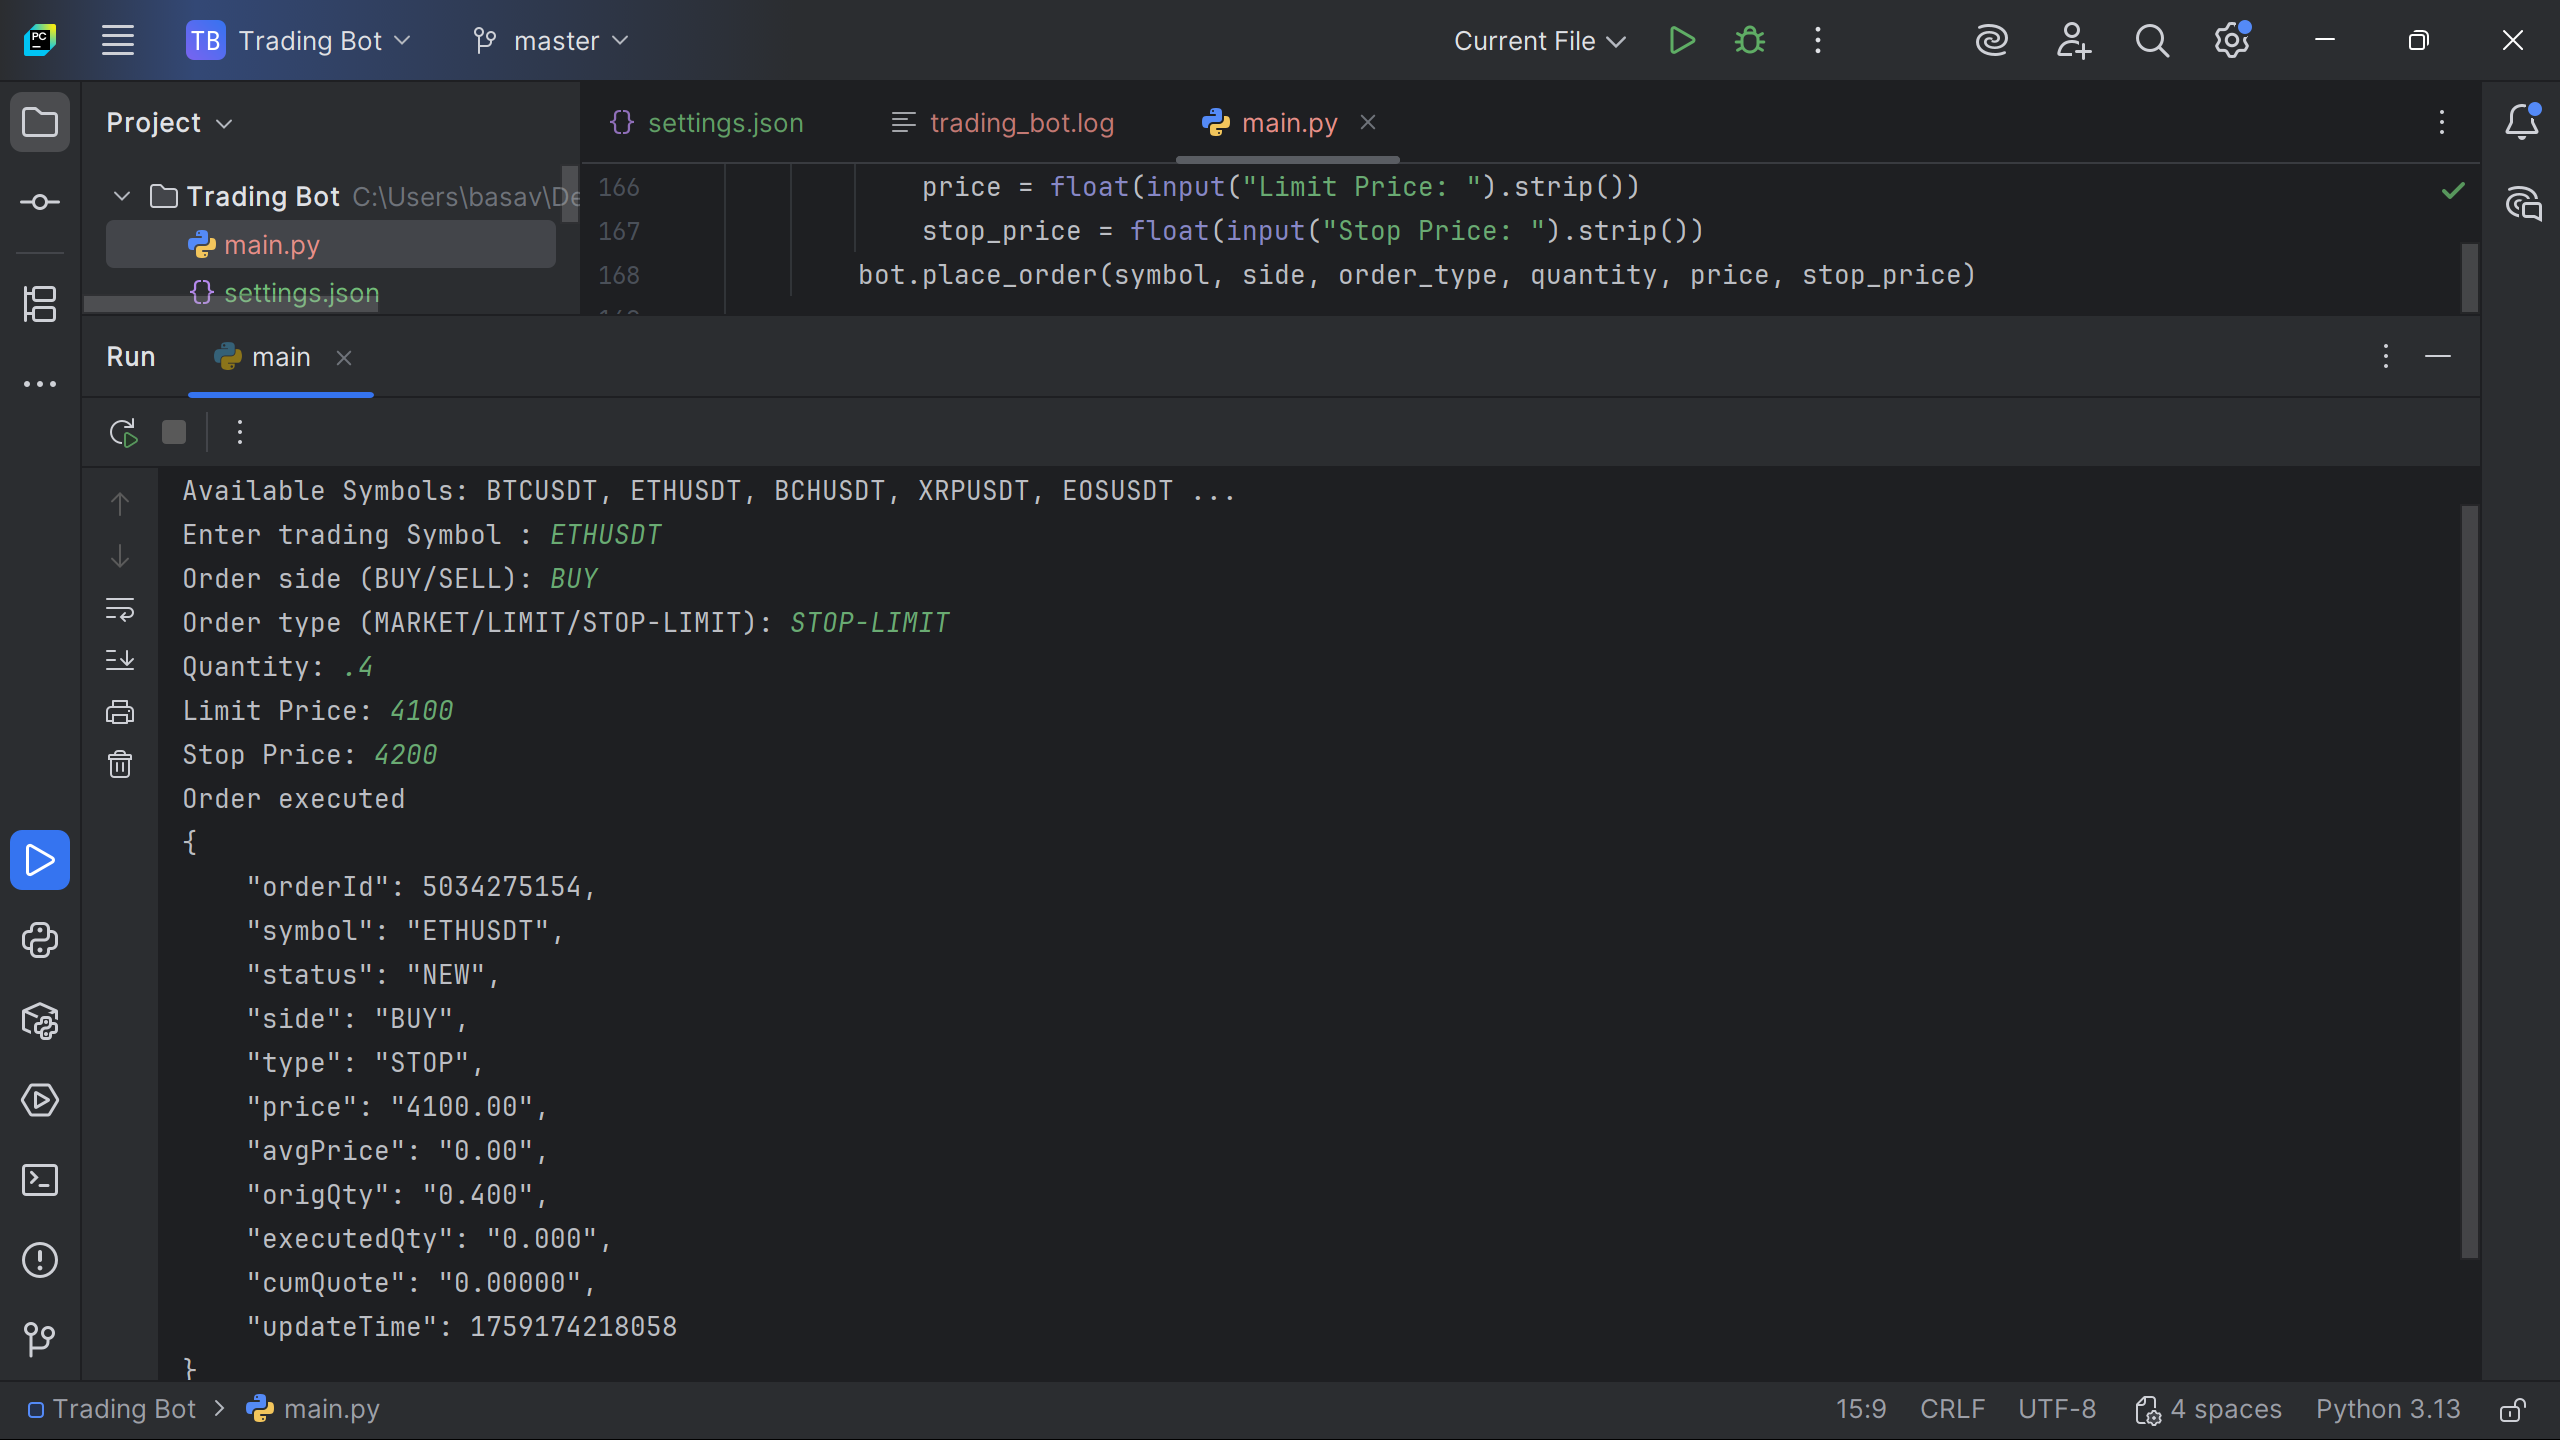 PC
TB Trading Bot master Current File
Project
settings.json trading_bot.log main.py
Trading Bot C:\Users\basav\De
main.py
settings.json
166 price = float(input("Limit Price: ").strip())
167 stop_price = float(input("Stop Price: ").strip())
168 bot.place_order(symbol, side, order_type, quantity, price, stop_price)
Run main
Available Symbols: BTCUSDT, ETHUSDT, BCHUSDT, XRPUSDT, EOSUSDT ...
Enter trading Symbol : ETHUSDT
Order side (BUY/SELL): BUY
Order type (MARKET/LIMIT/STOP-LIMIT): STOP-LIMIT
Quantity: .4
Limit Price: 4100
Stop Price: 4200
Order executed
{
"orderId": 5034275154,
"symbol": "ETHUSDT",
"status": "NEW",
"side": "BUY",
"type": "STOP",
"price": "4100.00",
"avgPrice": "0.00",
"origQty": "0.400",
"executedQty": "0.000",
"cumQuote": "0.00000",
"updateTime": 1759174218058
}
Trading Bot > main.py 15:9 CRLF UTF-8 4 spaces Python 3.13